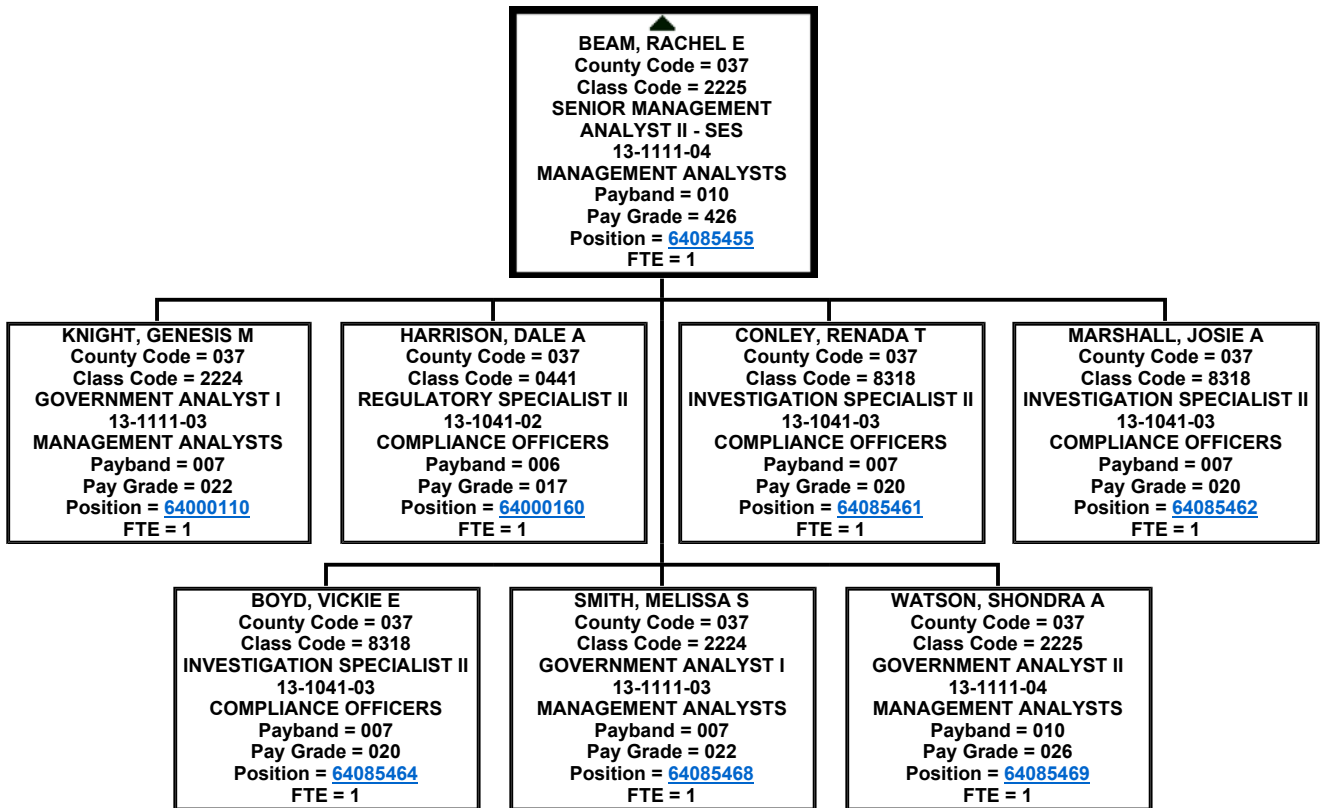 BEAM, RACHEL E
County Code = 037
Class Code = 2225
SENIOR MANAGEMENT
ANALYST II - SES
13-1111-04
MANAGEMENT ANALYSTS
Payband = 010
Pay Grade = 426
Position = 64085455
FTE = 1
KNIGHT, GENESIS M
County Code = 037
Class Code = 2224
GOVERNMENT ANALYST I
13-1111-03
MANAGEMENT ANALYSTS
Payband = 007
Pay Grade = 022
Position = 64000110
FTE = 1
HARRISON, DALE A
County Code = 037
Class Code = 0441
REGULATORY SPECIALIST II
13-1041-02
COMPLIANCE OFFICERS
Payband = 006
Pay Grade = 017
Position = 64000160
FTE = 1
CONLEY, RENADA T
County Code = 037
Class Code = 8318
INVESTIGATION SPECIALIST II
13-1041-03
COMPLIANCE OFFICERS
Payband = 007
Pay Grade = 020
Position = 64085461
FTE = 1
MARSHALL, JOSIE A
County Code = 037
Class Code = 8318
INVESTIGATION SPECIALIST II
13-1041-03
COMPLIANCE OFFICERS
Payband = 007
Pay Grade = 020
Position = 64085462
FTE = 1
BOYD, VICKIE E
County Code = 037
Class Code = 8318
INVESTIGATION SPECIALIST II
13-1041-03
COMPLIANCE OFFICERS
Payband = 007
Pay Grade = 020
Position = 64085464
FTE = 1
SMITH, MELISSA S
County Code = 037
Class Code = 2224
GOVERNMENT ANALYST I
13-1111-03
MANAGEMENT ANALYSTS
Payband = 007
Pay Grade = 022
Position = 64085468
FTE = 1
WATSON, SHONDRA A
County Code = 037
Class Code = 2225
GOVERNMENT ANALYST II
13-1111-04
MANAGEMENT ANALYSTS
Payband = 010
Pay Grade = 026
Position = 64085469
FTE = 1